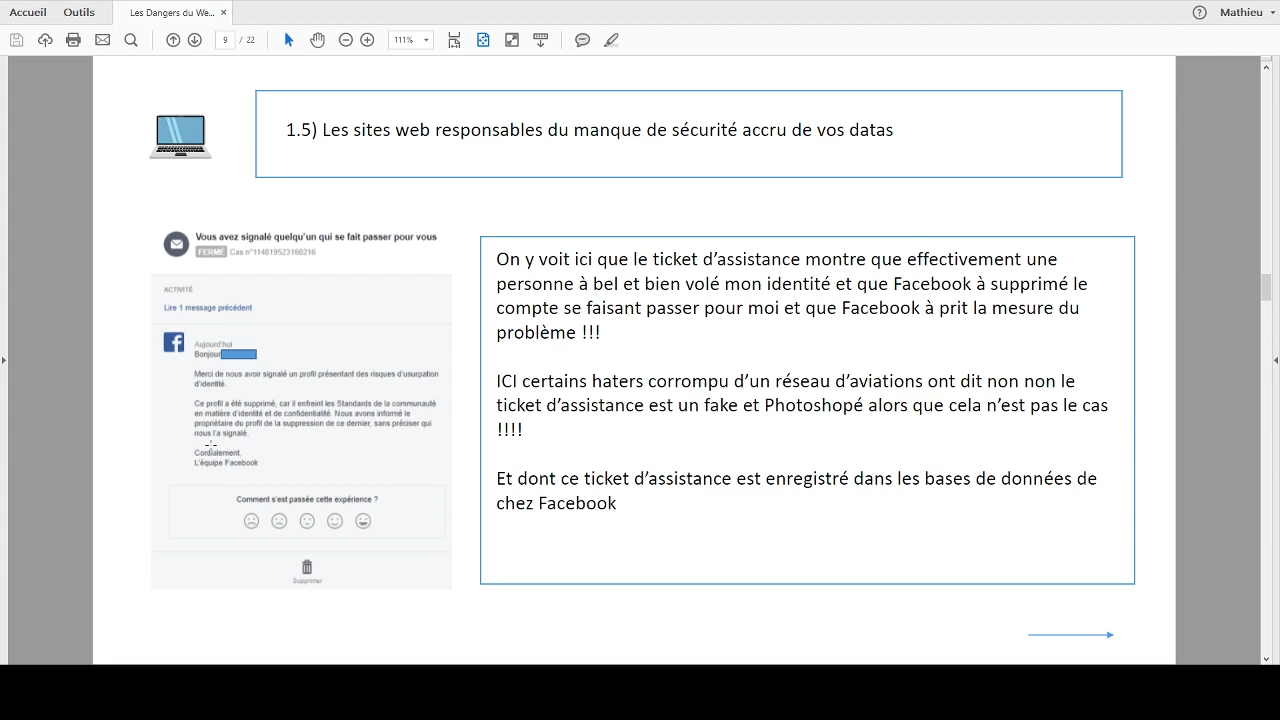 Accueil Outils Les Dangers du We... × ? Mathieu
9 / 22 111%
1.5) Les sites web responsables du manque de sécurité accru de vos datas
Vous avez signalé quelqu'un qui se fait passer pour vous
FERMÉ Cas n°114819523160216
ACTIVITÉ
Lire 1 message précédent
Aujourd'hui
Bonjour
Merci de nous avoir signalé un profil présentant des risques d'usurpation
d'identité.
Ce profil a été supprimé, car il enfreint les Standards de la communauté
en matière d'identité et de confidentialité. Nous avons informé le
propriétaire du profil de la suppression de ce dernier, sans préciser qui
nous l'a signalé.
Cordialement,
L'équipe Facebook
Comment s'est passée cette expérience ?
Supprimer
On y voit ici que le ticket d'assistance montre que effectivement une
personne à bel et bien volé mon identité et que Facebook à supprimé le
compte se faisant passer pour moi et que Facebook à prit la mesure du
problème !!!
ICI certains haters corrompu d'un réseau d'aviations ont dit non non le
ticket d'assistance est un fake et Photoshopé alors que cela n'est pas le cas
!!!!
Et dont ce ticket d'assistance est enregistré dans les bases de données de
chez Facebook